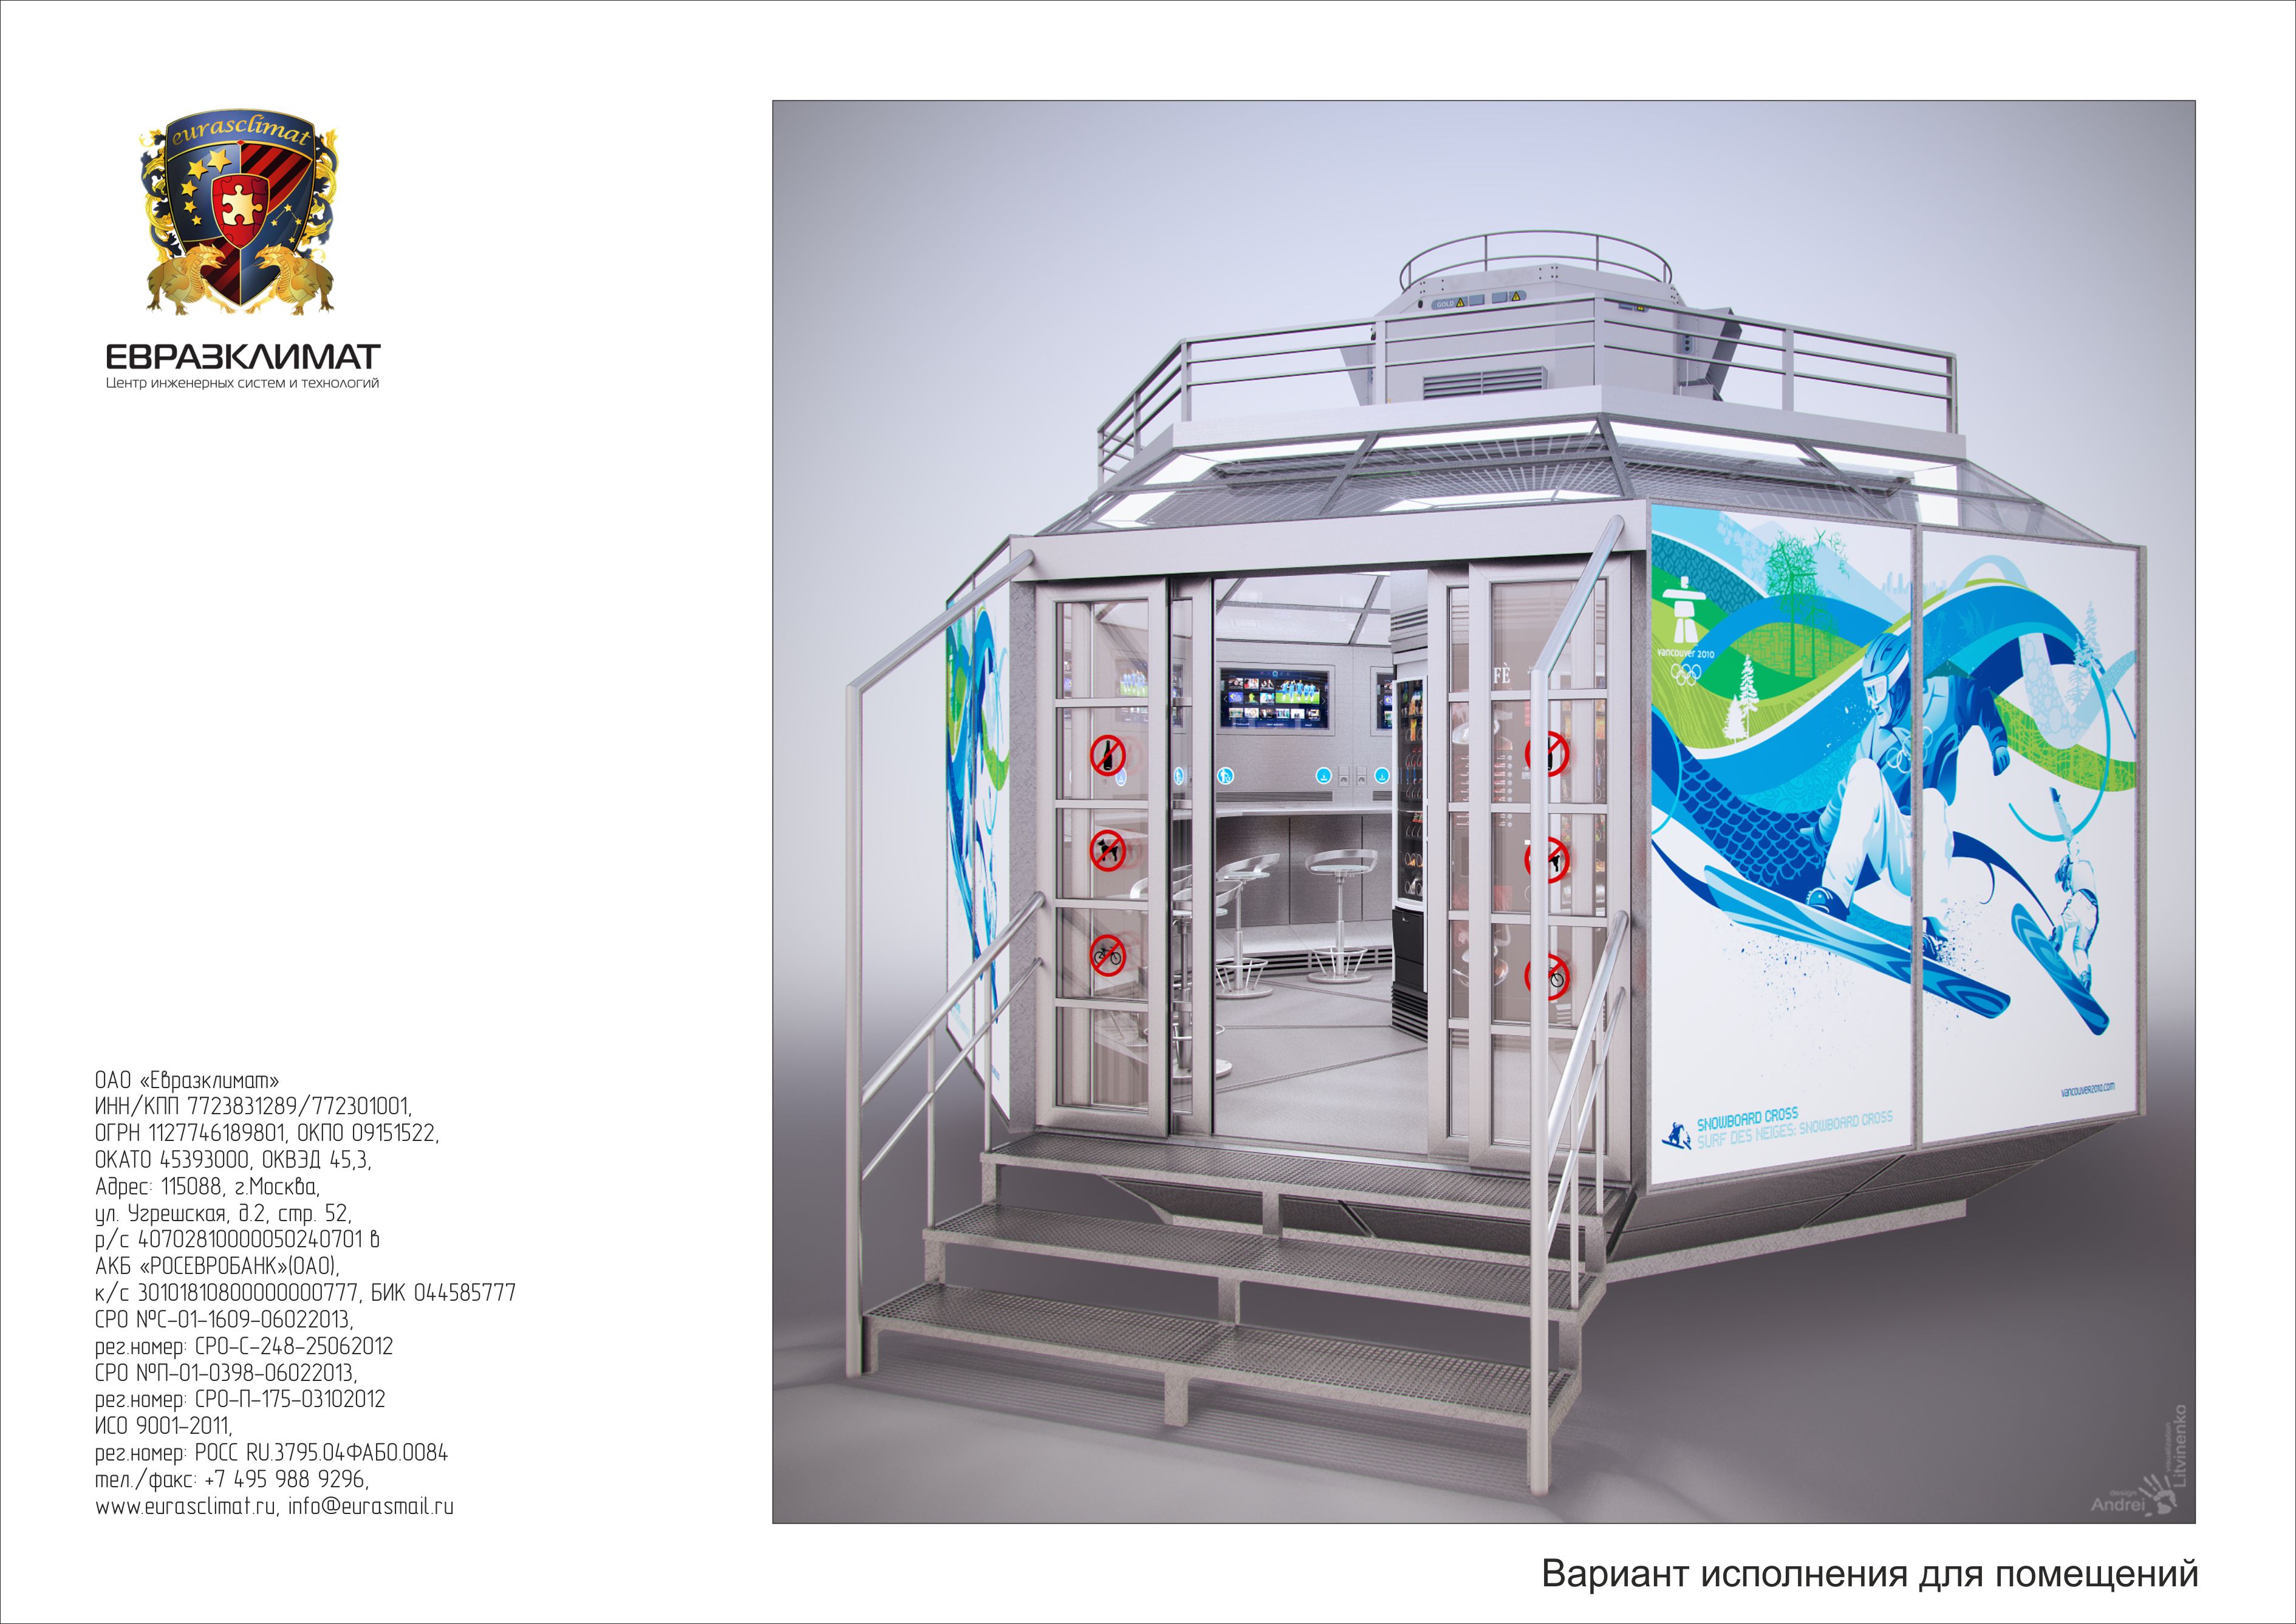 eurasclimat
ЕВРАЗКЛИМАТ
Центр инженерных систем и технологий
ОАО «Евразклимат»
ИНН/КПП 7723831289/772301001,
ОГРН 1127746189801, ОКПО 09151522,
ОКАТО 45393000, ОКВЭД 45,3,
Адрес: 115088, г.Москва,
ул. Угрешская, д.2, стр. 52,
р/с 40702810000050240701 в
АКБ «РОСЕВРОБАНК»(ОАО),
к/с 30101810800000000777, БИК 044585777
СРО №С-01-1609-06022013,
рег.номер: СРО-С-248-25062012
СРО №П-01-0398-06022013,
рег.номер: СРО-П-175-03102012
ИСО 9001-2011,
рег.номер: РОСС RU.3795.04ФАБ0.0084
тел./факс: +7 495 988 9296,
www.eurasclimat.ru, info@eurasmail.ru
GOLD
FÈ
vancouver 2010
SNOWBOARD CROSS
SURF DES NEIGES: SNOWBOARD CROSS
vancouver2010.com
design
Andrei
visualization
Litvinenko
Вариант исполнения для помещений